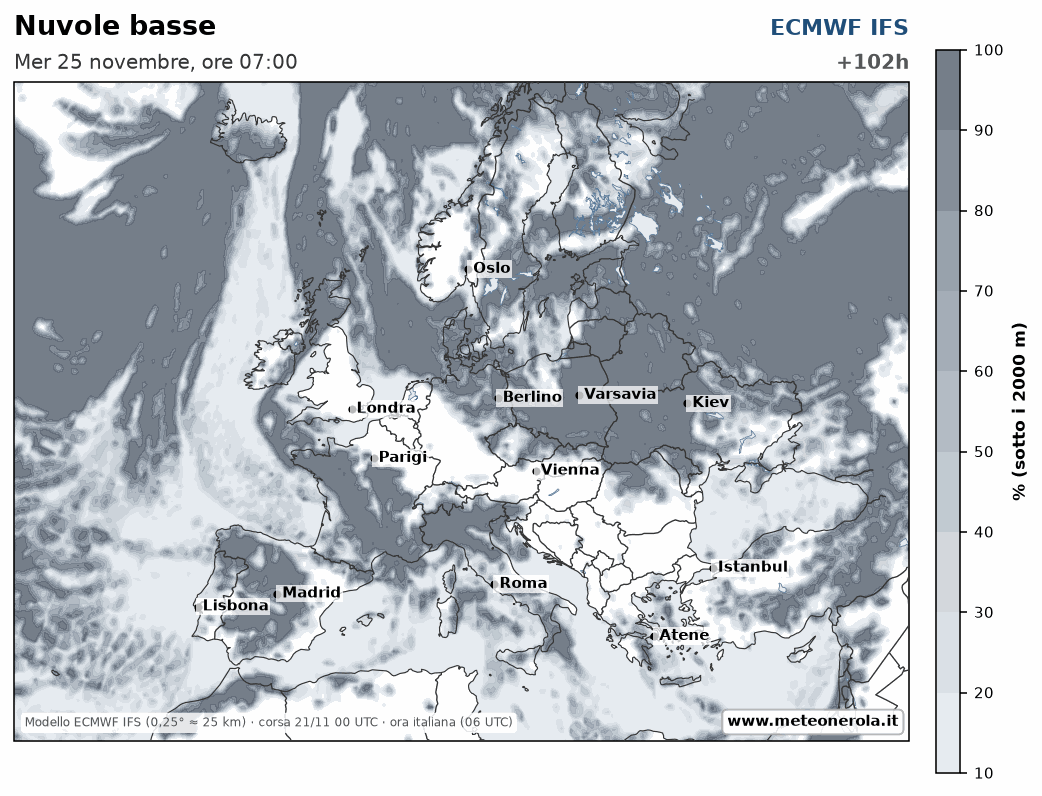 Nuvole basse
ECMWF IFS
Mer 25 novembre, ore 07:00
+102h
100
90
80
70
60
50
40
30
20
10
% (sotto i 2000 m)
Oslo
Berlino
Varsavia
Kiev
Londra
Parigi
Vienna
Istanbul
Roma
Madrid
Lisbona
Atene
Modello ECMWF IFS (0,25° ≈ 25 km) · corsa 21/11 00 UTC · ora italiana (06 UTC)
www.meteonerola.it